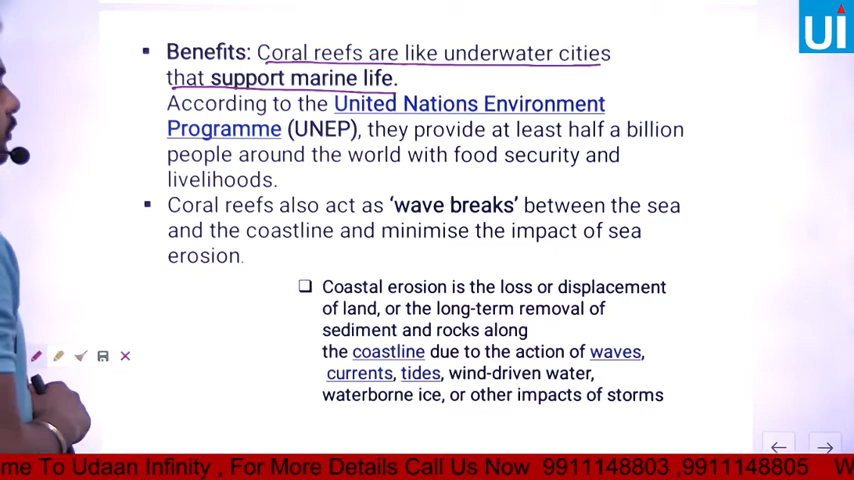 UI
▪ Benefits: Coral reefs are like underwater cities
that support marine life.
According to the United Nations Environment
Programme (UNEP), they provide at least half a billion
people around the world with food security and
livelihoods.
▪ Coral reefs also act as ‘wave breaks’ between the sea
and the coastline and minimise the impact of sea
erosion.
❑ Coastal erosion is the loss or displacement
of land, or the long-term removal of
sediment and rocks along
the coastline due to the action of waves,
currents, tides, wind-driven water,
waterborne ice, or other impacts of storms
me To Udaan Infinity , For More Details Call Us Now 9911148803 ,9911148805 W